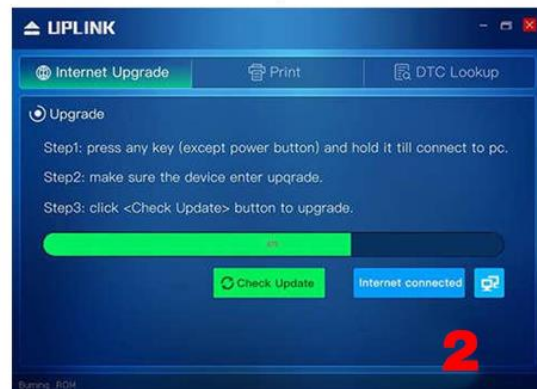 UPLINK
Internet Upgrade Print DTC Lookup
Upgrade
Step1: press any key (except power button) and hold it till connect to pc.
Step2: make sure the device enter upgrade.
Step3: click <Check Update> button to upgrade.
Check Update Internet connected
2
Burning ROM